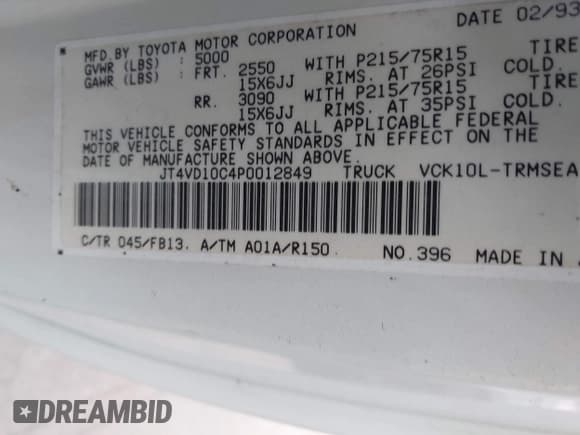 DATE 02/93
MFD.BY TOYOTA MOTOR CORPORATION
GVWR (LBS) : 5000
GAWR (LBS) : FRT. 2550 WITH P215/75R15 TIRE
15X6JJ RIMS. AT 26PSI COLD.
RR. 3090 WITH P215/75R15 TIRE
15X6JJ RIMS. AT 35PSI COLD.
THIS VEHICLE CONFORMS TO ALL APPLICABLE FEDERAL
MOTOR VEHICLE SAFETY STANDARDS IN EFFECT ON THE
DATE OF MANUFACTURE SHOWN ABOVE.
JT4VD10C4P0012849 TRUCK VCK10L-TRMSEA
C/TR 045/FB13. A/TM A01A/R150 NO.396 MADE IN
DREAMBID